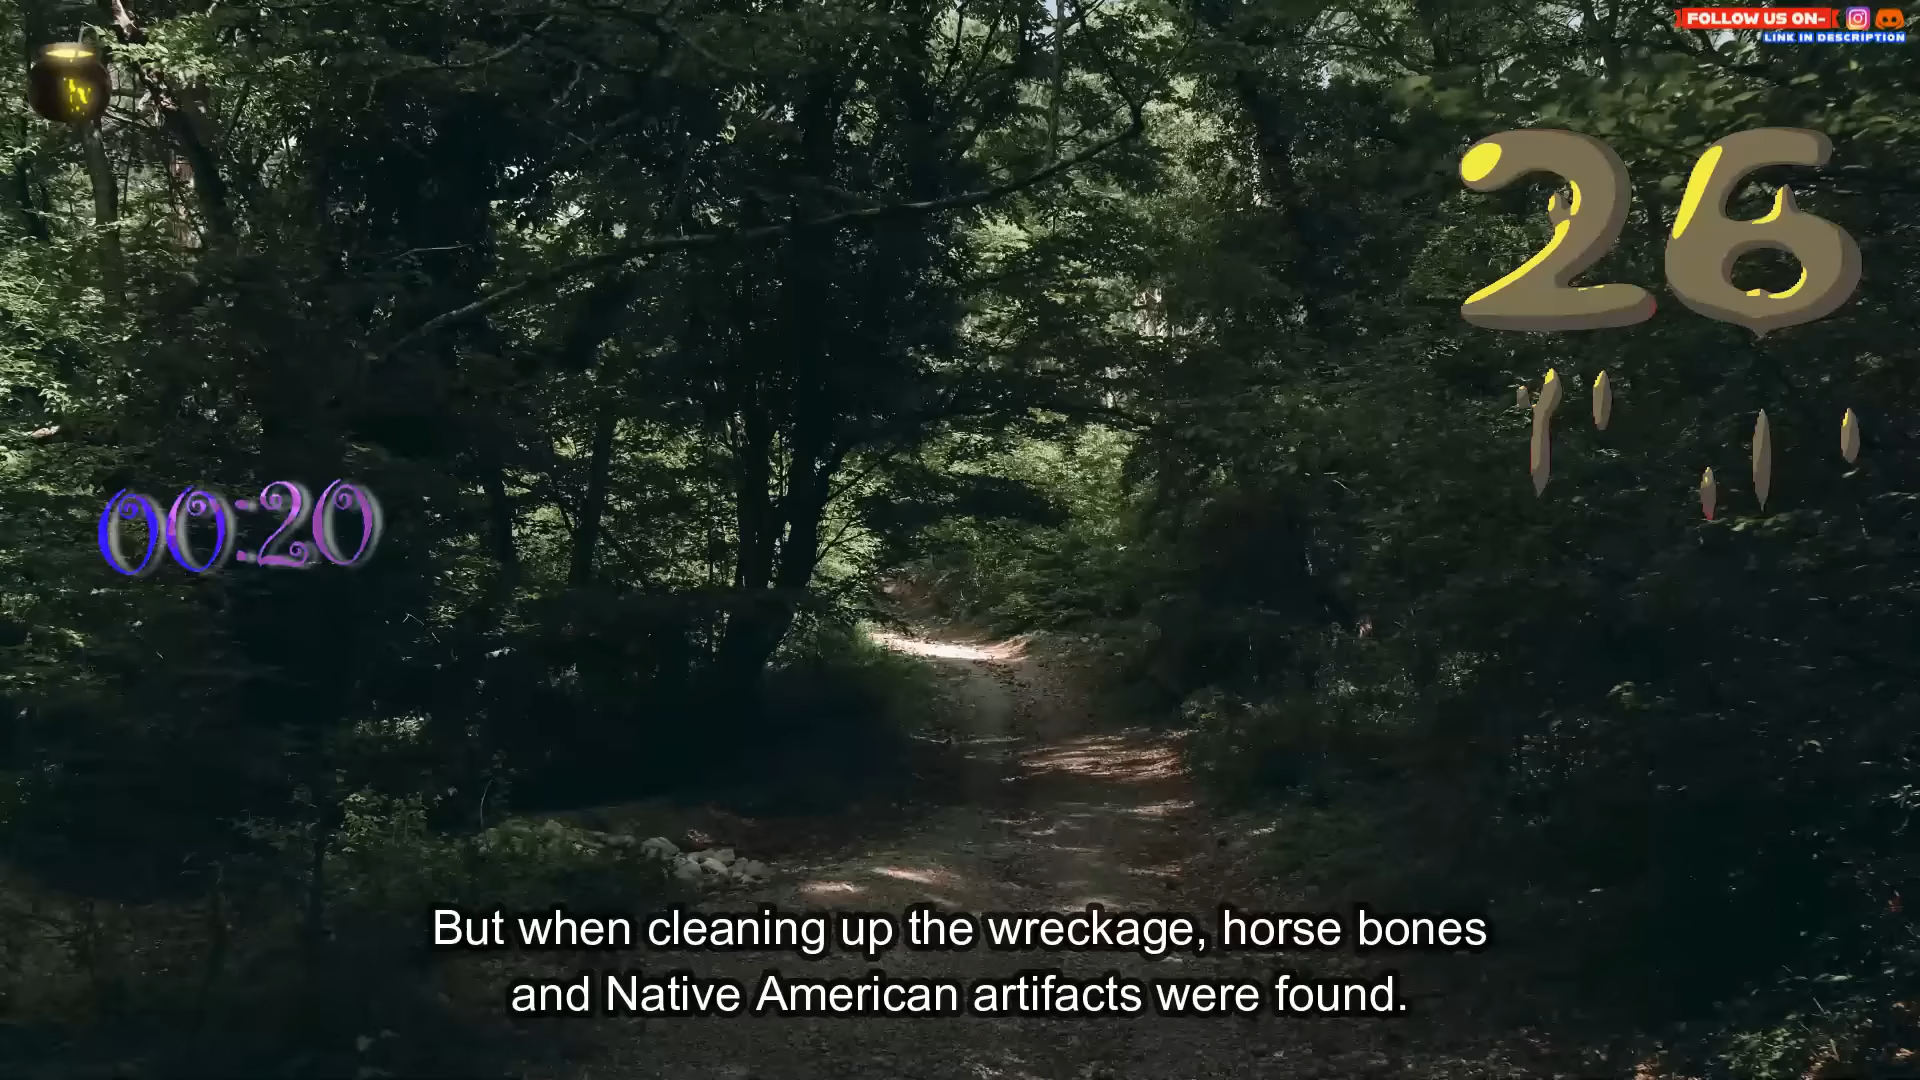 FOLLOW US ON-
LINK IN DESCRIPTION
26
00:20
But when cleaning up the wreckage, horse bones
and Native American artifacts were found.